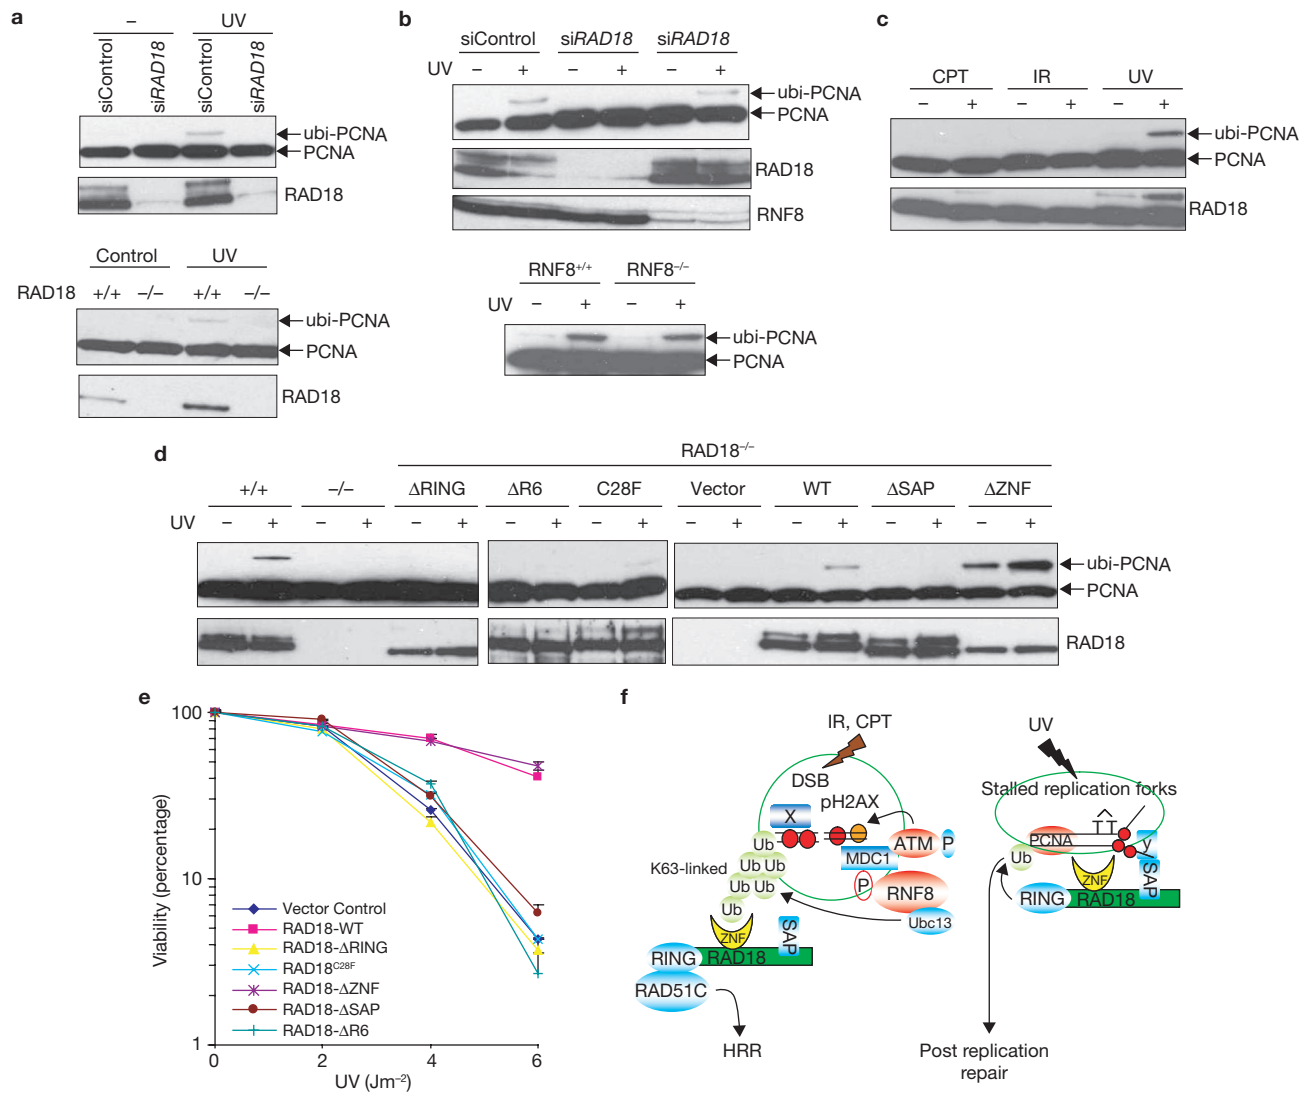 a
– UV
siControl siRAD18 siControl siRAD18
ubi-PCNA
PCNA
RAD18
Control UV
RAD18 +/+ –/– +/+ –/–
ubi-PCNA
PCNA
RAD18
b
siControl siRAD18 siRAD18
UV – + – + – +
ubi-PCNA
PCNA
RAD18
RNF8
RNF8+/+ RNF8–/–
UV – + – +
ubi-PCNA
PCNA
c
CPT IR UV
– + – + – +
ubi-PCNA
PCNA
RAD18
d
RAD18–/–
+/+ –/– ΔRING ΔR6 C28F Vector WT ΔSAP ΔZNF
UV – + – + – + – + – + – + – + – + – +
ubi-PCNA
PCNA
RAD18
e
Viability (percentage)
100
10
1
0 2 4 6
UV (Jm–2)
Vector Control
RAD18-WT
RAD18-ΔRING
RAD18C28F
RAD18-ΔZNF
RAD18-ΔSAP
RAD18-ΔR6
f
IR, CPT
DSB
pH2AX
X
Ub
ATM P
MDC1
K63-linked
Ub Ub
Ub Ub
P
RNF8
Ub
Ubc13
ZNF
SAP
RING RAD18
RAD51C
HRR
UV
Stalled replication forks
TT
PCNA
Y
Ub
ZNF
SAP
RING RAD18
Post replication
repair